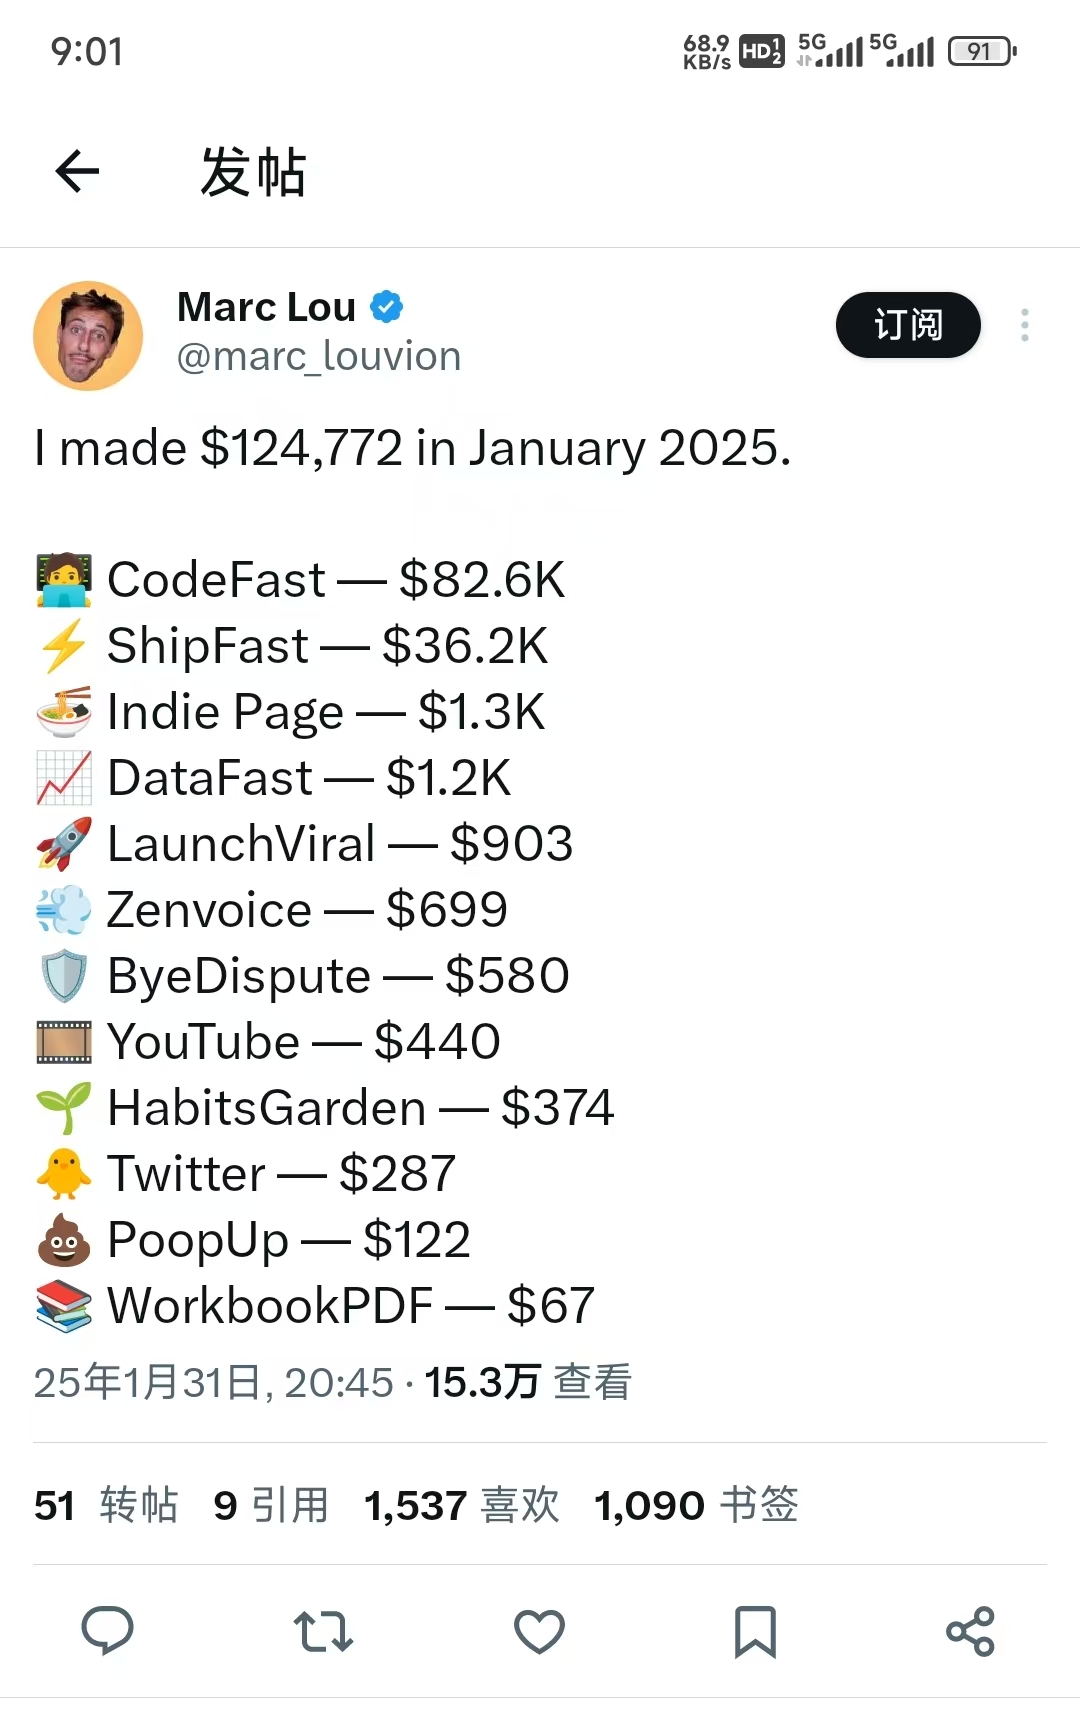 9:01
68.9 KB/s HD 1 2 5G 5G 91
发帖
Marc Lou
@marc_louvion
订阅
I made $124,772 in January 2025.
🧑‍💻 CodeFast — $82.6K
⚡ ShipFast — $36.2K
🍜 Indie Page — $1.3K
📈 DataFast — $1.2K
🚀 LaunchViral — $903
💨 Zenvoice — $699
🛡️ ByeDispute — $580
🎞️ YouTube — $440
🌱 HabitsGarden — $374
🐥 Twitter — $287
💩 PoopUp — $122
📚 WorkbookPDF — $67
25年1月31日, 20:45 · 15.3万 查看
51 转帖 9 引用 1,537 喜欢 1,090 书签